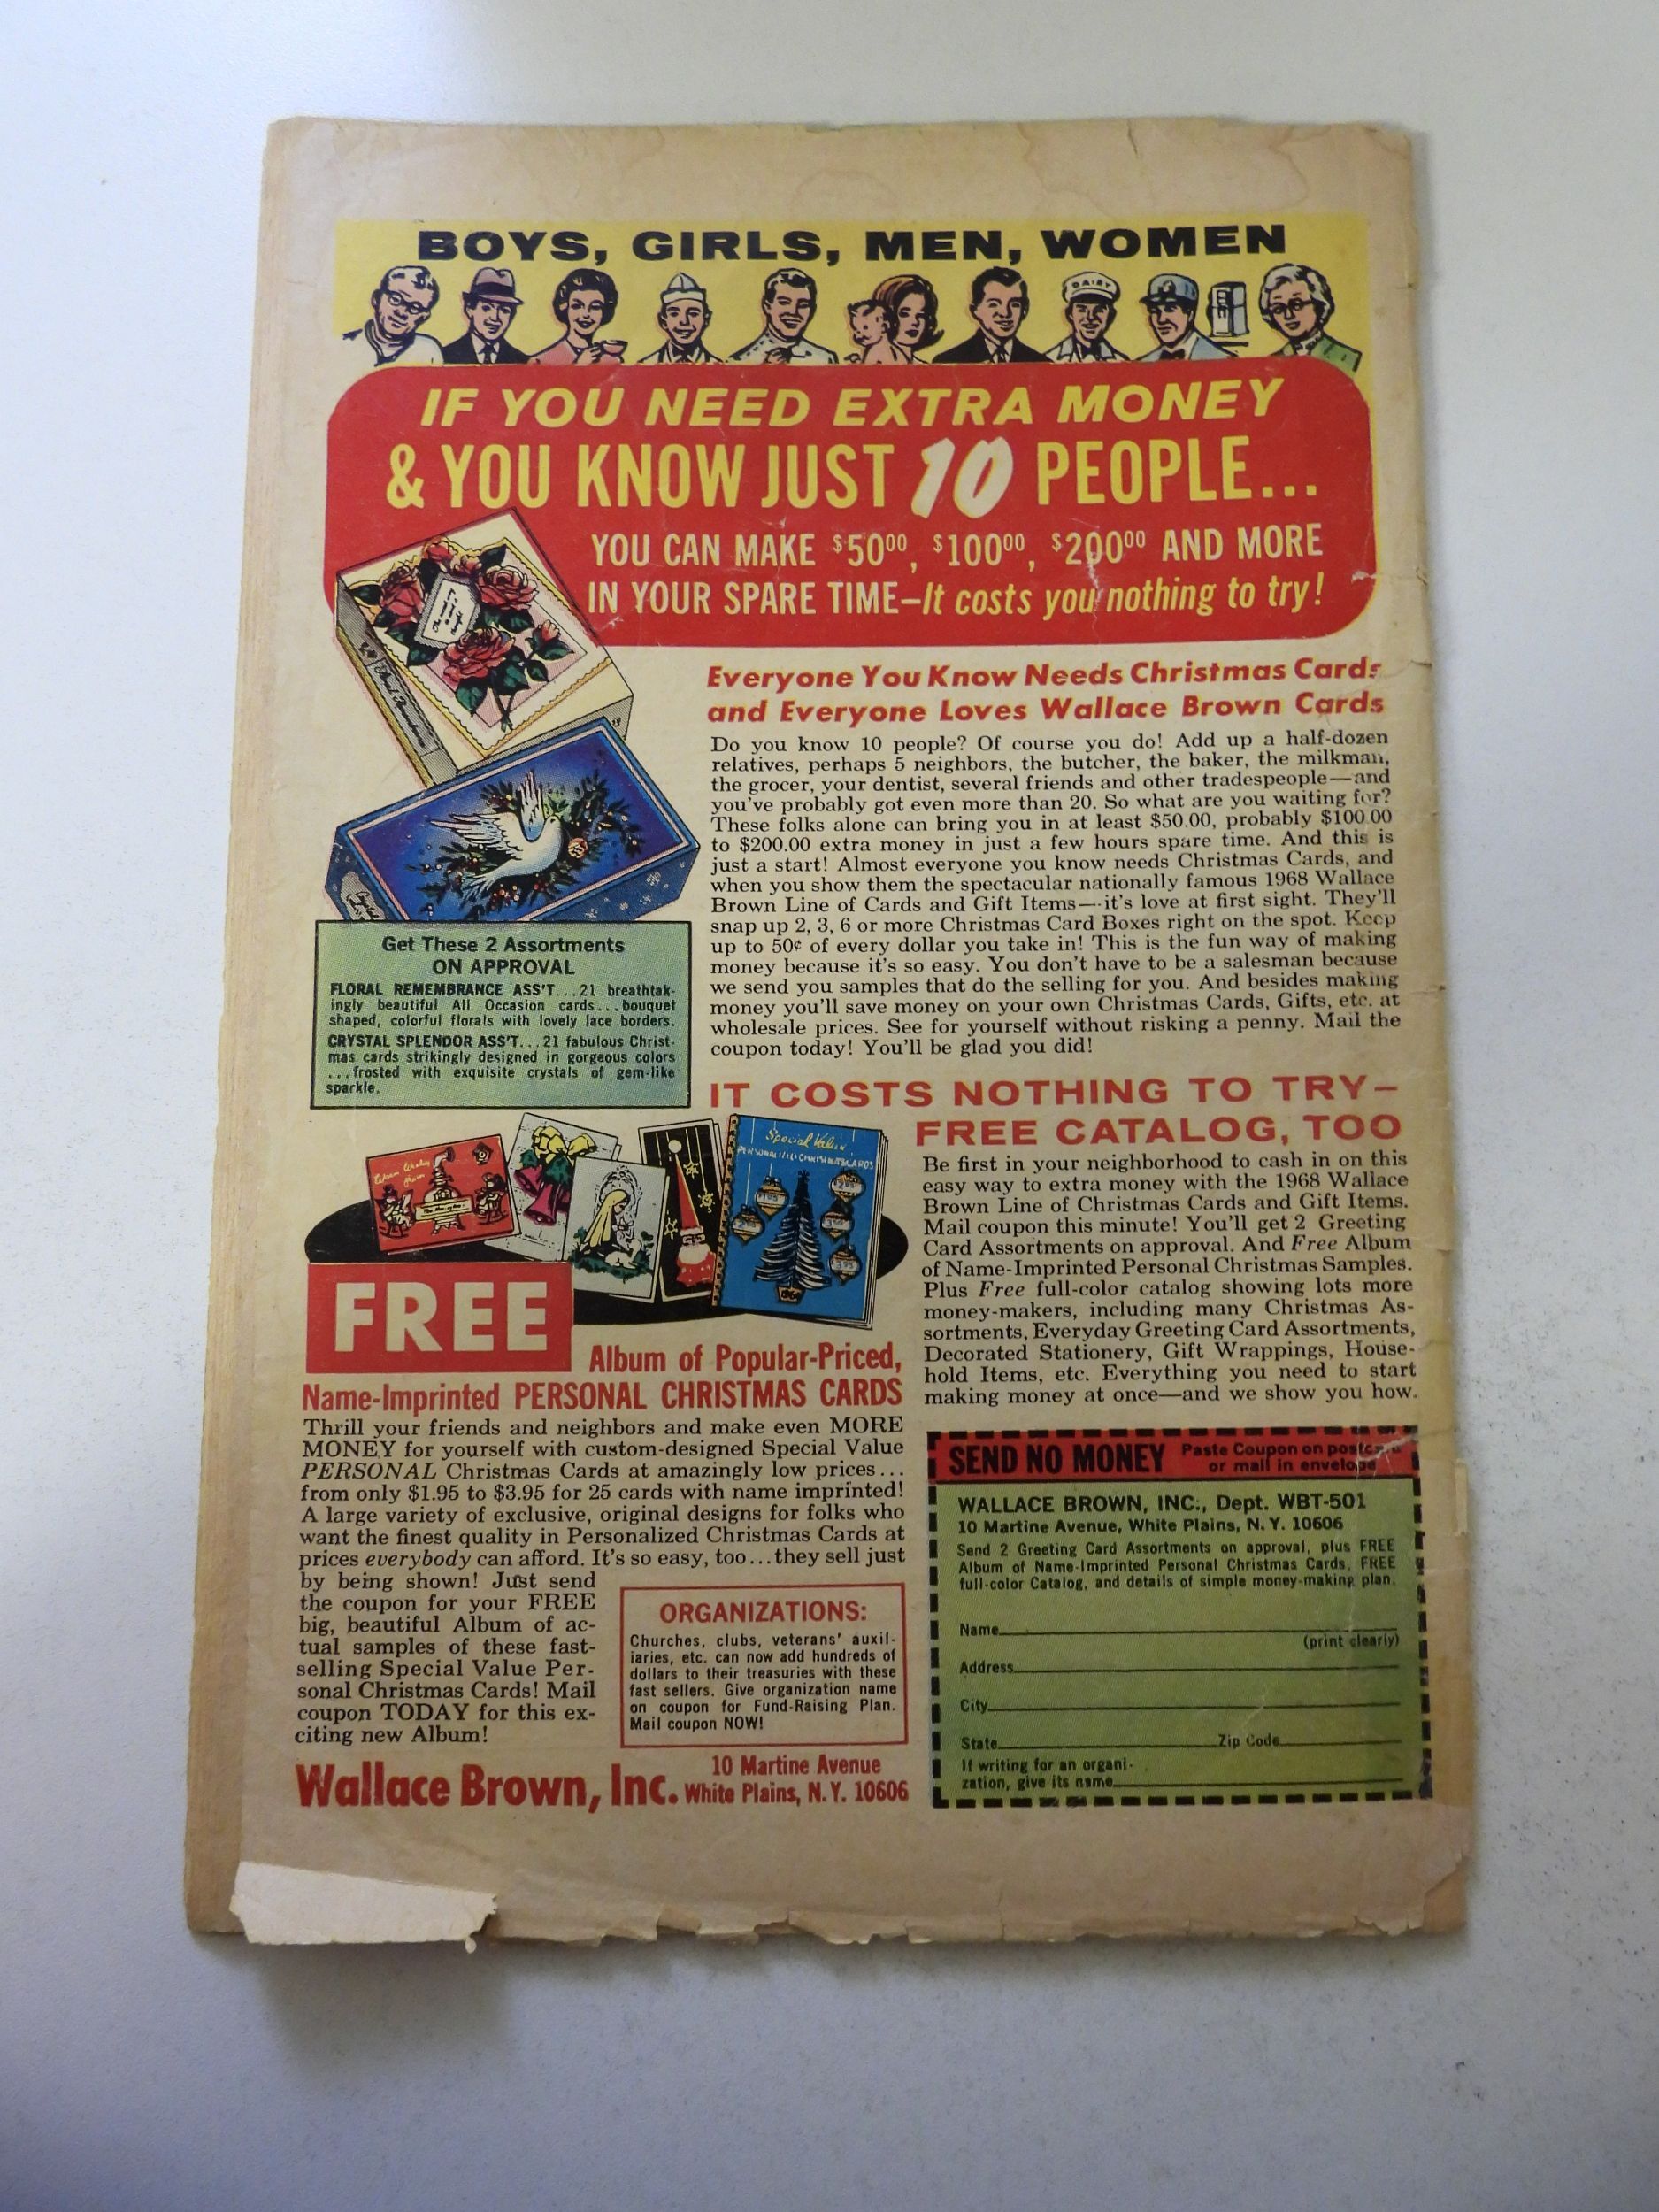 BOYS, GIRLS, MEN, WOMEN
DAIRY
IF YOU NEED EXTRA MONEY
& YOU KNOW JUST 10 PEOPLE...
YOU CAN MAKE $50⁰⁰, $100⁰⁰, $200⁰⁰ AND MORE
IN YOUR SPARE TIME—It costs you nothing to try!
Everyone You Know Needs Christmas Cards
and Everyone Loves Wallace Brown Cards
Do you know 10 people? Of course you do! Add up a half-dozen
relatives, perhaps 5 neighbors, the butcher, the baker, the milkman,
the grocer, your dentist, several friends and other tradespeople—and
you've probably got even more than 20. So what are you waiting for?
These folks alone can bring you in at least $50.00, probably $100.00
to $200.00 extra money in just a few hours spare time. And this is
just a start! Almost everyone you know needs Christmas Cards, and
when you show them the spectacular nationally famous 1968 Wallace
Brown Line of Cards and Gift Items—it's love at first sight. They'll
snap up 2, 3, 6 or more Christmas Card Boxes right on the spot. Keep
up to 50¢ of every dollar you take in! This is the fun way of making
money because it's so easy. You don't have to be a salesman because
we send you samples that do the selling for you. And besides making
money you'll save money on your own Christmas Cards, Gifts, etc. at
wholesale prices. See for yourself without risking a penny. Mail the
coupon today! You'll be glad you did!
Get These 2 Assortments
ON APPROVAL
FLORAL REMEMBRANCE ASS'T...21 breathtak-
ingly beautiful All Occasion cards...bouquet
shaped, colorful florals with lovely lace borders.
CRYSTAL SPLENDOR ASS'T...21 fabulous Christ-
mas cards strikingly designed in gorgeous colors
...frosted with exquisite crystals of gem-like
sparkle.
IT COSTS NOTHING TO TRY—
FREE CATALOG, TOO
Be first in your neighborhood to cash in on this
easy way to extra money with the 1968 Wallace
Brown Line of Christmas Cards and Gift Items.
Mail coupon this minute! You'll get 2 Greeting
Card Assortments on approval. And Free Album
of Name-Imprinted Personal Christmas Samples.
Plus Free full-color catalog showing lots more
money-makers, including many Christmas As-
sortments, Everyday Greeting Card Assortments,
Decorated Stationery, Gift Wrappings, House-
hold Items, etc. Everything you need to start
making money at once—and we show you how.
Special Value
PERSONALIZED CHRISTMAS CARDS
FREE
Album of Popular-Priced,
Name-Imprinted PERSONAL CHRISTMAS CARDS
Thrill your friends and neighbors and make even MORE
MONEY for yourself with custom-designed Special Value
PERSONAL Christmas Cards at amazingly low prices...
from only $1.95 to $3.95 for 25 cards with name imprinted!
A large variety of exclusive, original designs for folks who
want the finest quality in Personalized Christmas Cards at
prices everybody can afford. It's so easy, too...they sell just
by being shown! Just send
the coupon for your FREE
big, beautiful Album of ac-
tual samples of these fast-
selling Special Value Per-
sonal Christmas Cards! Mail
coupon TODAY for this ex-
citing new Album!
ORGANIZATIONS:
Churches, clubs, veterans' auxil-
iaries, etc. can now add hundreds of
dollars to their treasuries with these
fast sellers. Give organization name
on coupon for Fund-Raising Plan.
Mail coupon NOW!
Wallace Brown, Inc.
10 Martine Avenue
White Plains, N.Y. 10606
SEND NO MONEY
Paste Coupon on postcard
or mail in envelope
WALLACE BROWN, INC., Dept. WBT-501
10 Martine Avenue, White Plains, N.Y. 10606
Send 2 Greeting Card Assortments on approval, plus FREE
Album of Name-Imprinted Personal Christmas Cards, FREE
full-color Catalog, and details of simple money-making plan.
Name
(print clearly)
Address
City
State Zip Code
If writing for an organi-
zation, give its name